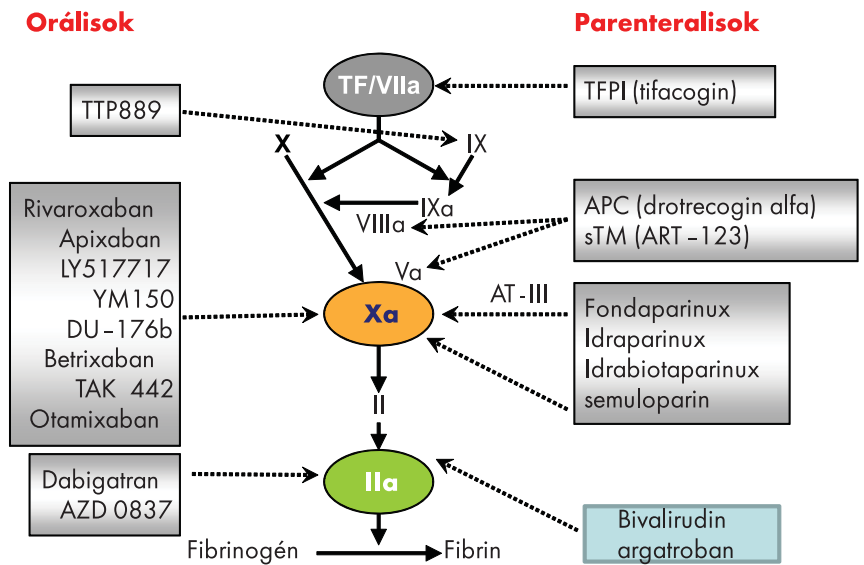 Orálisok
Parenteralisok
TF/VIIa
TFPI (tifacogin)
TTP889
X
IX
Rivaroxaban
Apixaban
LY517717
YM150
DU-176b
Betrixaban
TAK 442
Otamixaban
IXa
VIIIa
APC (drotrecogin alfa)
sTM (ART-123)
Va
Xa
AT-III
Fondaparinux
Idraparinux
Idrabiotaparinux
semuloparin
II
Dabigatran
AZD 0837
IIa
Bivalirudin
argatroban
Fibrinogén
Fibrin